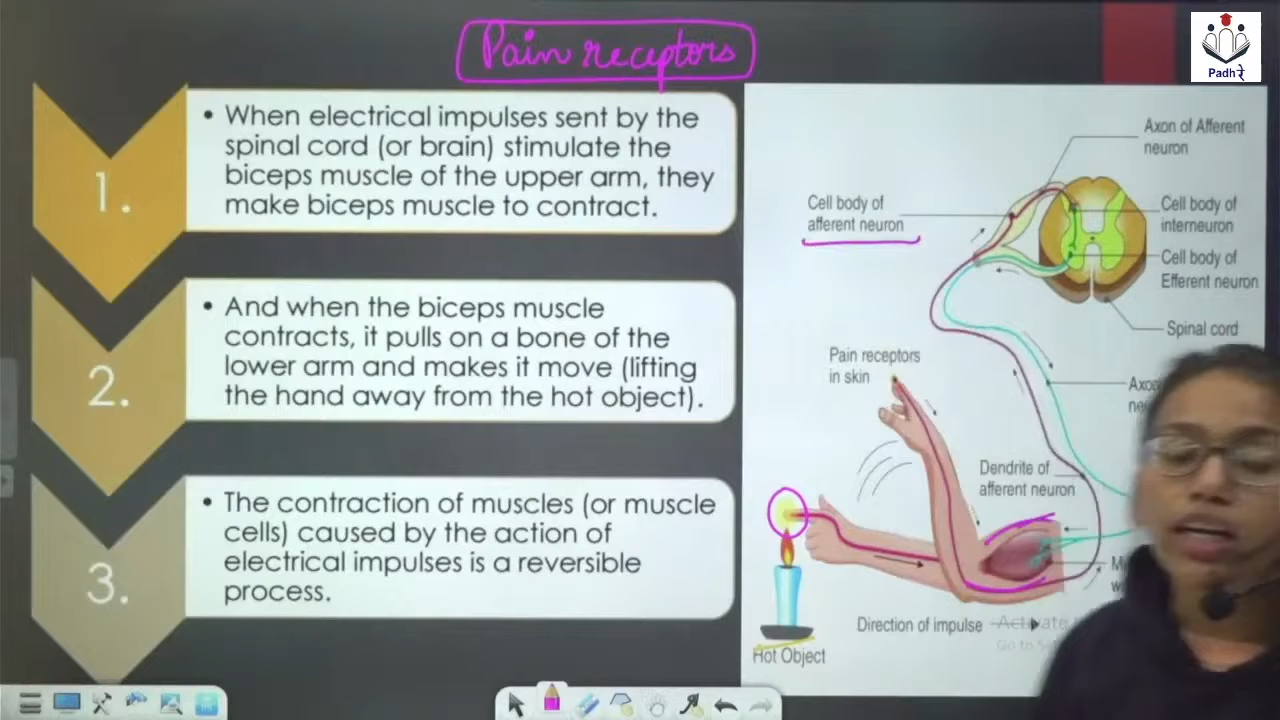 Pain receptors
Padhरे
1.
• When electrical impulses sent by the
spinal cord (or brain) stimulate the
biceps muscle of the upper arm, they
make biceps muscle to contract.
2.
• And when the biceps muscle
contracts, it pulls on a bone of the
lower arm and makes it move (lifting
the hand away from the hot object).
3.
• The contraction of muscles (or muscle
cells) caused by the action of
electrical impulses is a reversible
process.
Axon of Afferent
neuron
Cell body of
afferent neuron
Cell body of
interneuron
Cell body of
Efferent neuron
Spinal cord
Pain receptors
in skin
Dendrite of
afferent neuron
Direction of impulse
Hot Object